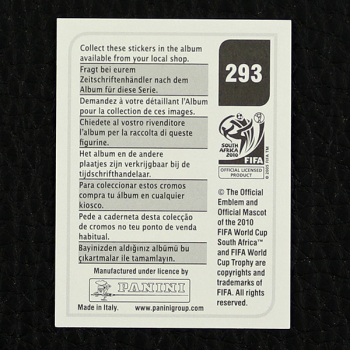 Collect these stickers in the album
available from your local shop.
Fragt bei eurem
Zeitschriftenhändler nach dem
Album für diese Serie.
Demandez à votre détaillant l'Album
pour la collection de ces images.
Chiedete al vostro rivenditore
l'album per la raccolta di queste
figurine.
Het album en de andere
plaatjes zijn verkrijgbaar bij de
tijdschrifthandelaar.
Para coleccionar estos cromos
compra tu álbum en cualquier
kiosco.
Pede a caderneta desta colecção
de cromos no teu ponto de venda
habitual.
Bayinizden aldığınız albümü bu
çıkartmalar ile tamamlayın.
Manufactured under licence by
PANINI
Made in Italy.
www.paninigroup.com
293
SOUTH AFRICA
2010
FIFA
OFFICIAL LICENSED
PRODUCT
© The Official
Emblem and
Official Mascot
of the 2010
FIFA World Cup
South Africa™
and FIFA World
Cup Trophy are
copyrights and
trademarks of
FIFA. All rights
reserved.